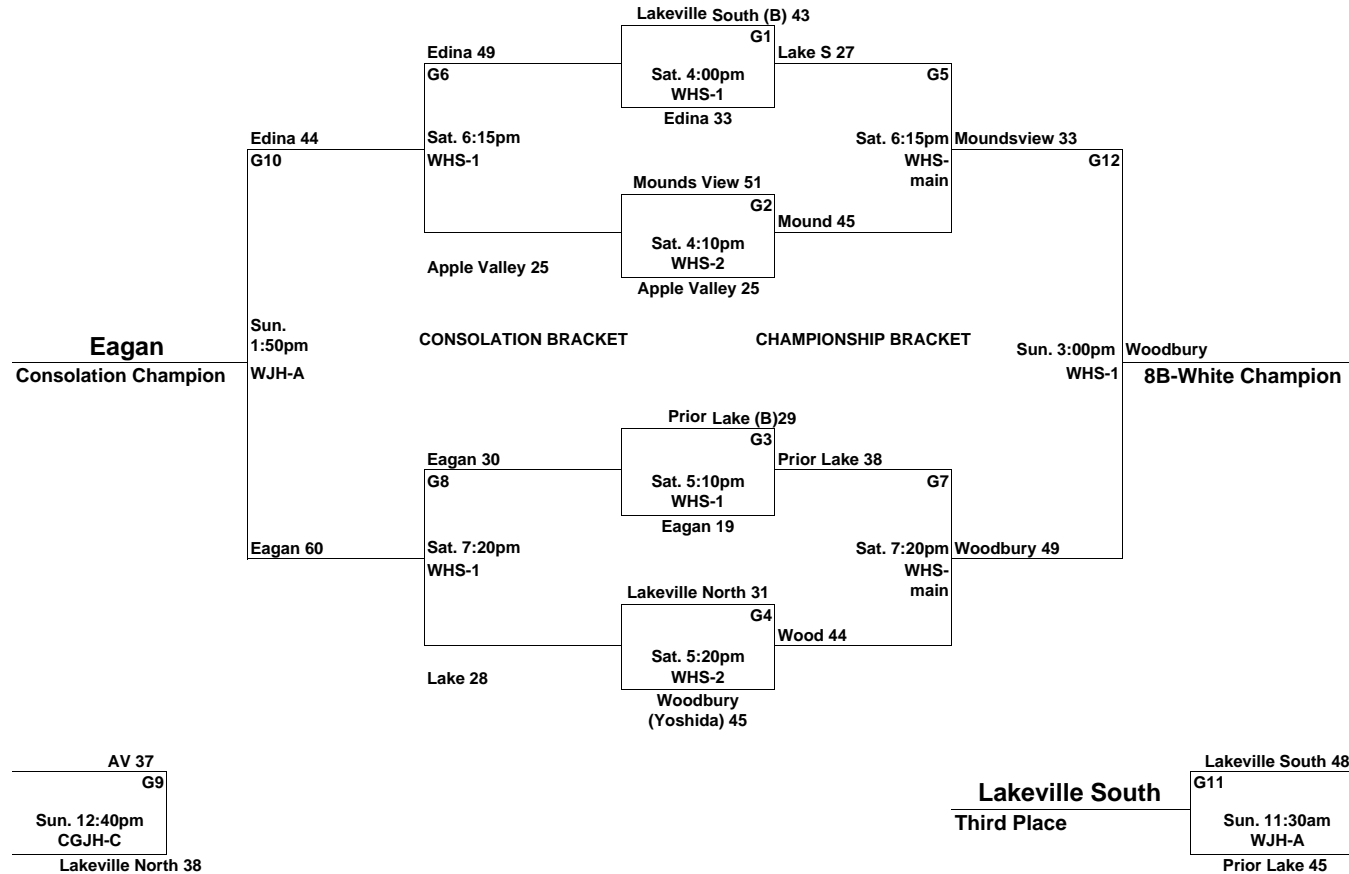 Lakeville South (B) 43
G1
Sat. 4:00pm
WHS-1
Edina 33
Edina 49
G6
Sat. 6:15pm
WHS-1
Lake S 27
G5
Sat. 6:15pm
WHS-
main
Edina 44
G10
Moundsview 33
G12
Mounds View 51
G2
Sat. 4:10pm
WHS-2
Apple Valley 25
Mound 45
Apple Valley 25
Sun.
1:50pm
WJH-A
Eagan
Consolation Champion
CONSOLATION BRACKET
CHAMPIONSHIP BRACKET
Sun. 3:00pm
WHS-1
Woodbury
8B-White Champion
Prior Lake (B)29
G3
Sat. 5:10pm
WHS-1
Eagan 19
Eagan 30
G8
Sat. 7:20pm
WHS-1
Prior Lake 38
G7
Sat. 7:20pm
WHS-
main
Eagan 60
Woodbury 49
Lakeville North 31
G4
Sat. 5:20pm
WHS-2
Woodbury
(Yoshida) 45
Wood 44
Lake 28
AV 37
G9
Sun. 12:40pm
CGJH-C
Lakeville North 38
Lakeville South
Third Place
Lakeville South 48
G11
Sun. 11:30am
WJH-A
Prior Lake 45